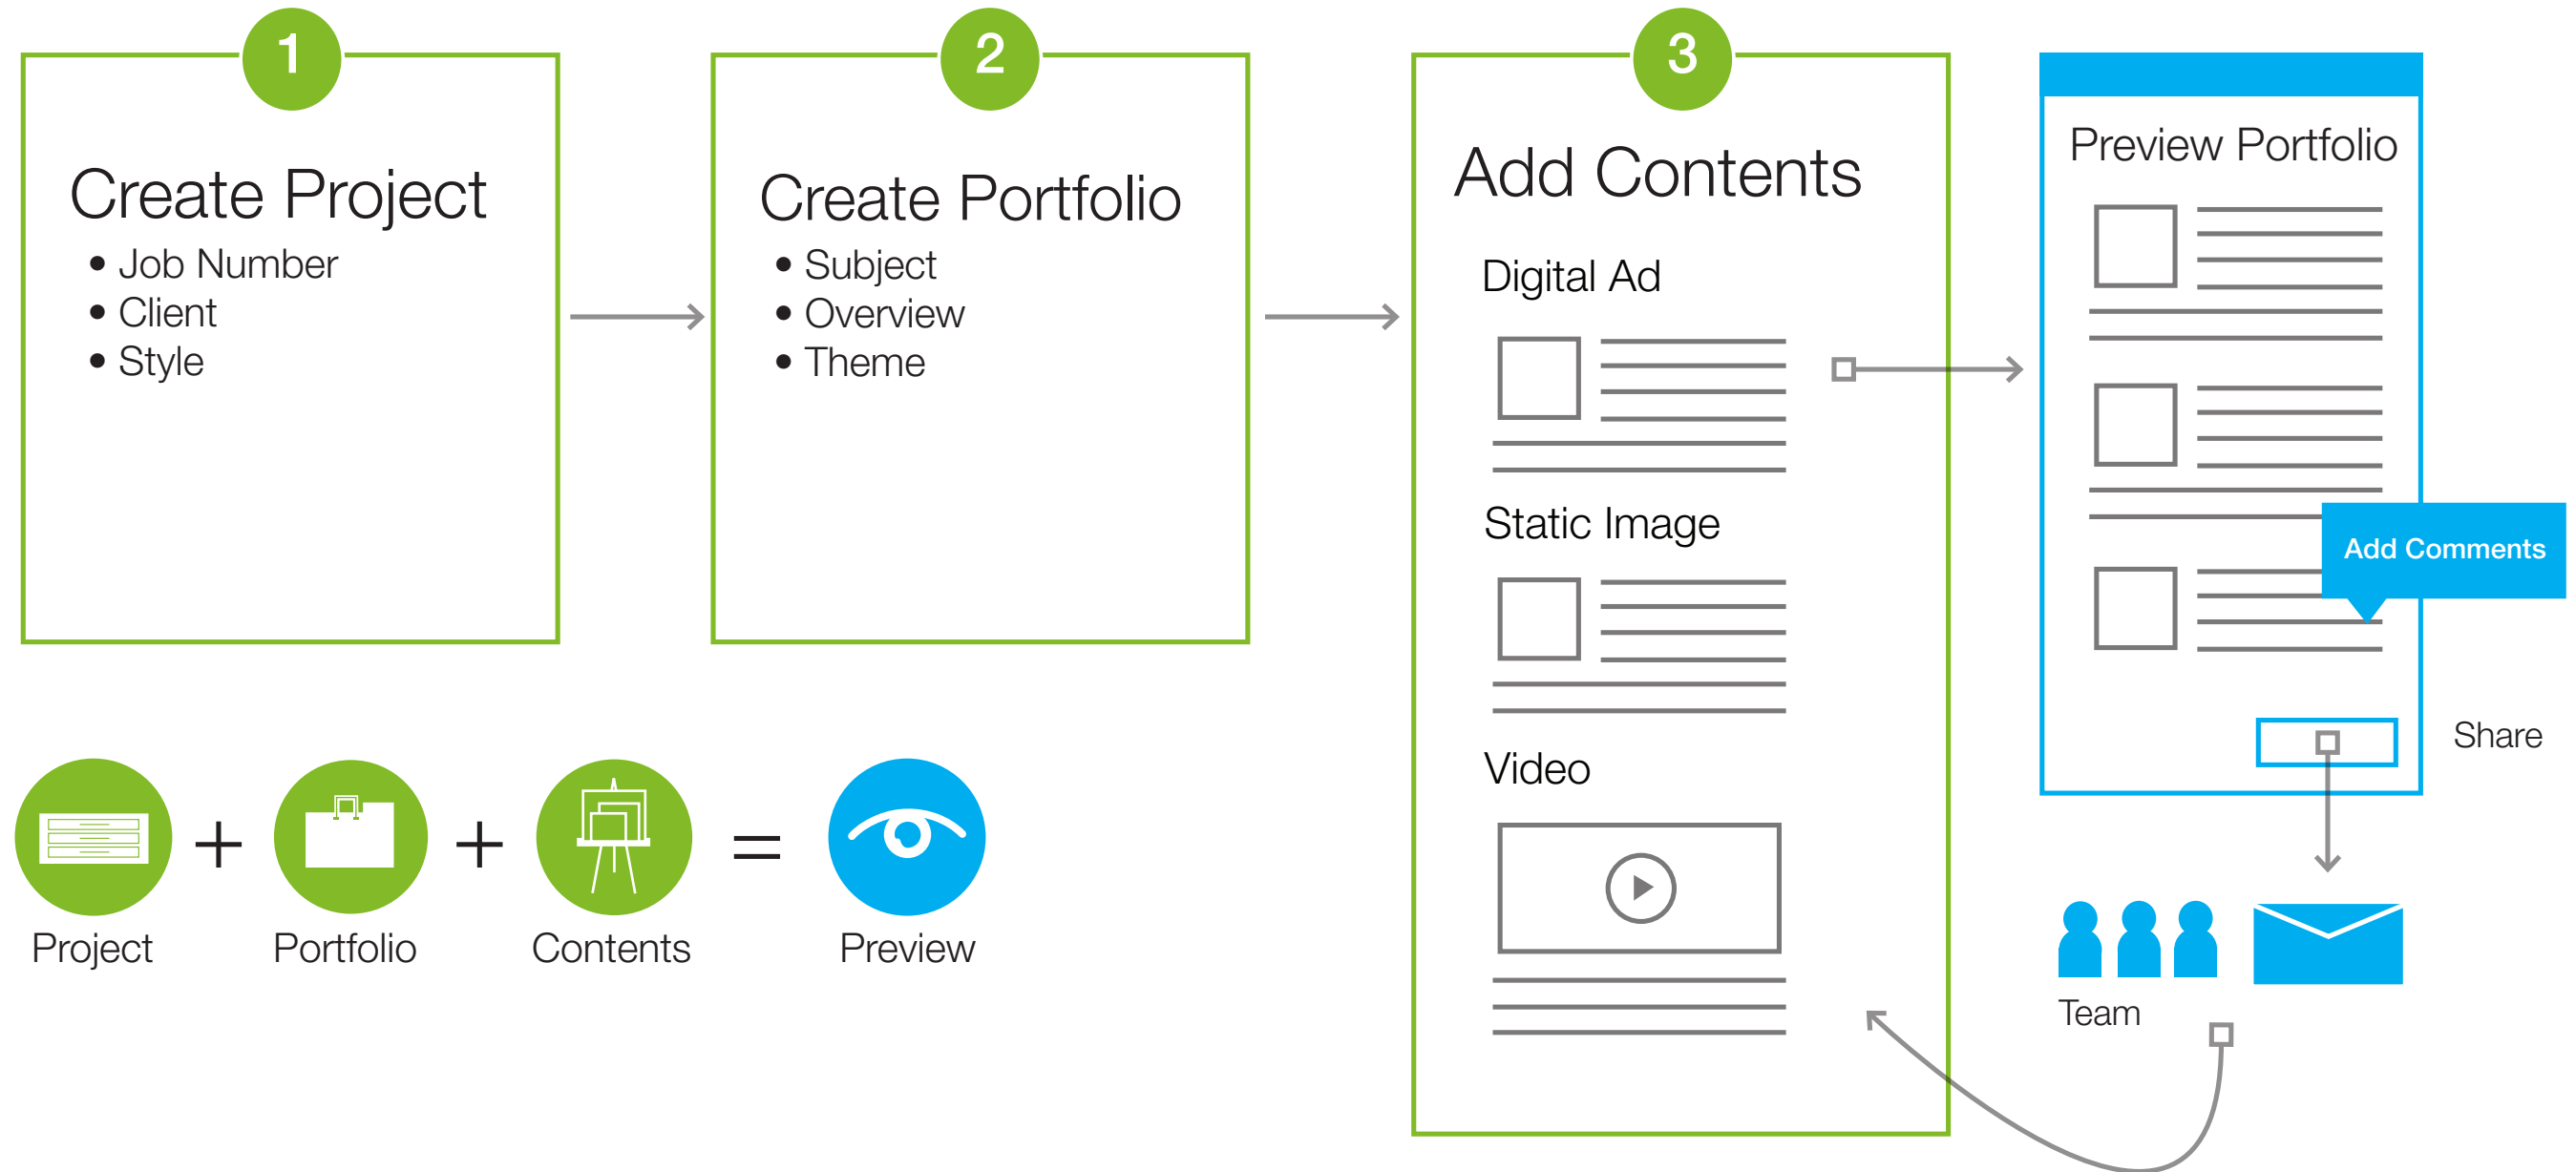 1
Create Project
• Job Number
• Client
• Style
2
Create Portfolio
• Subject
• Overview
• Theme
3
Add Contents
Digital Ad
Static Image
Video
Preview Portfolio
Add Comments
Share
Team
+
+
=
Project
Portfolio
Contents
Preview